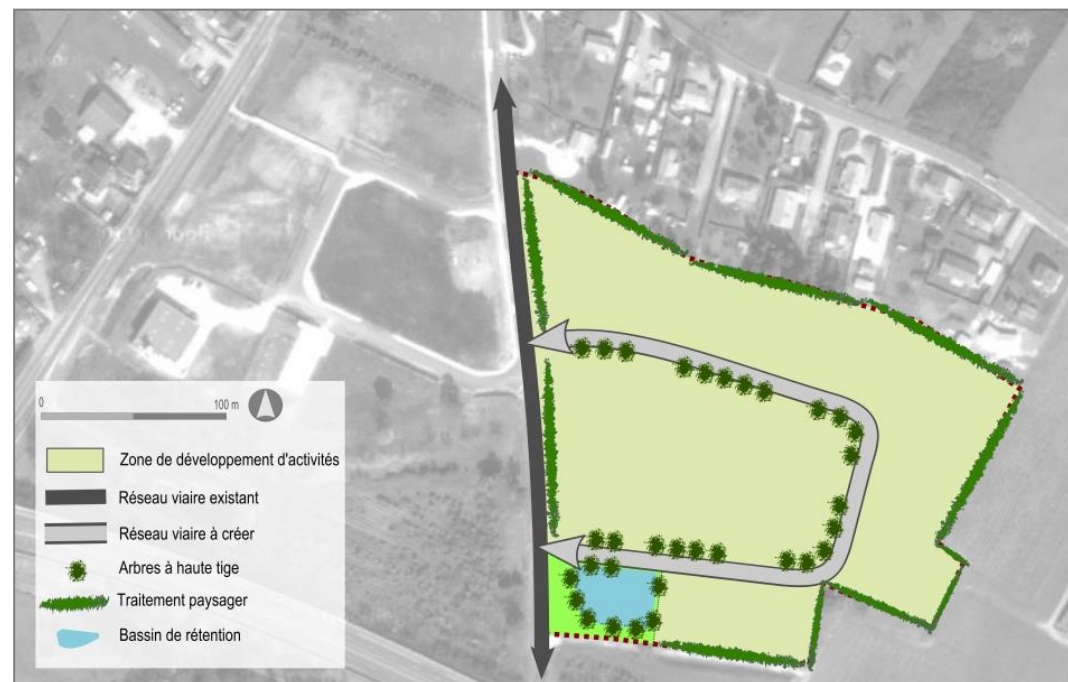 0
100 m
Zone de développement d'activités
Réseau viaire existant
Réseau viaire à créer
Arbres à haute tige
Traitement paysager
Bassin de rétention